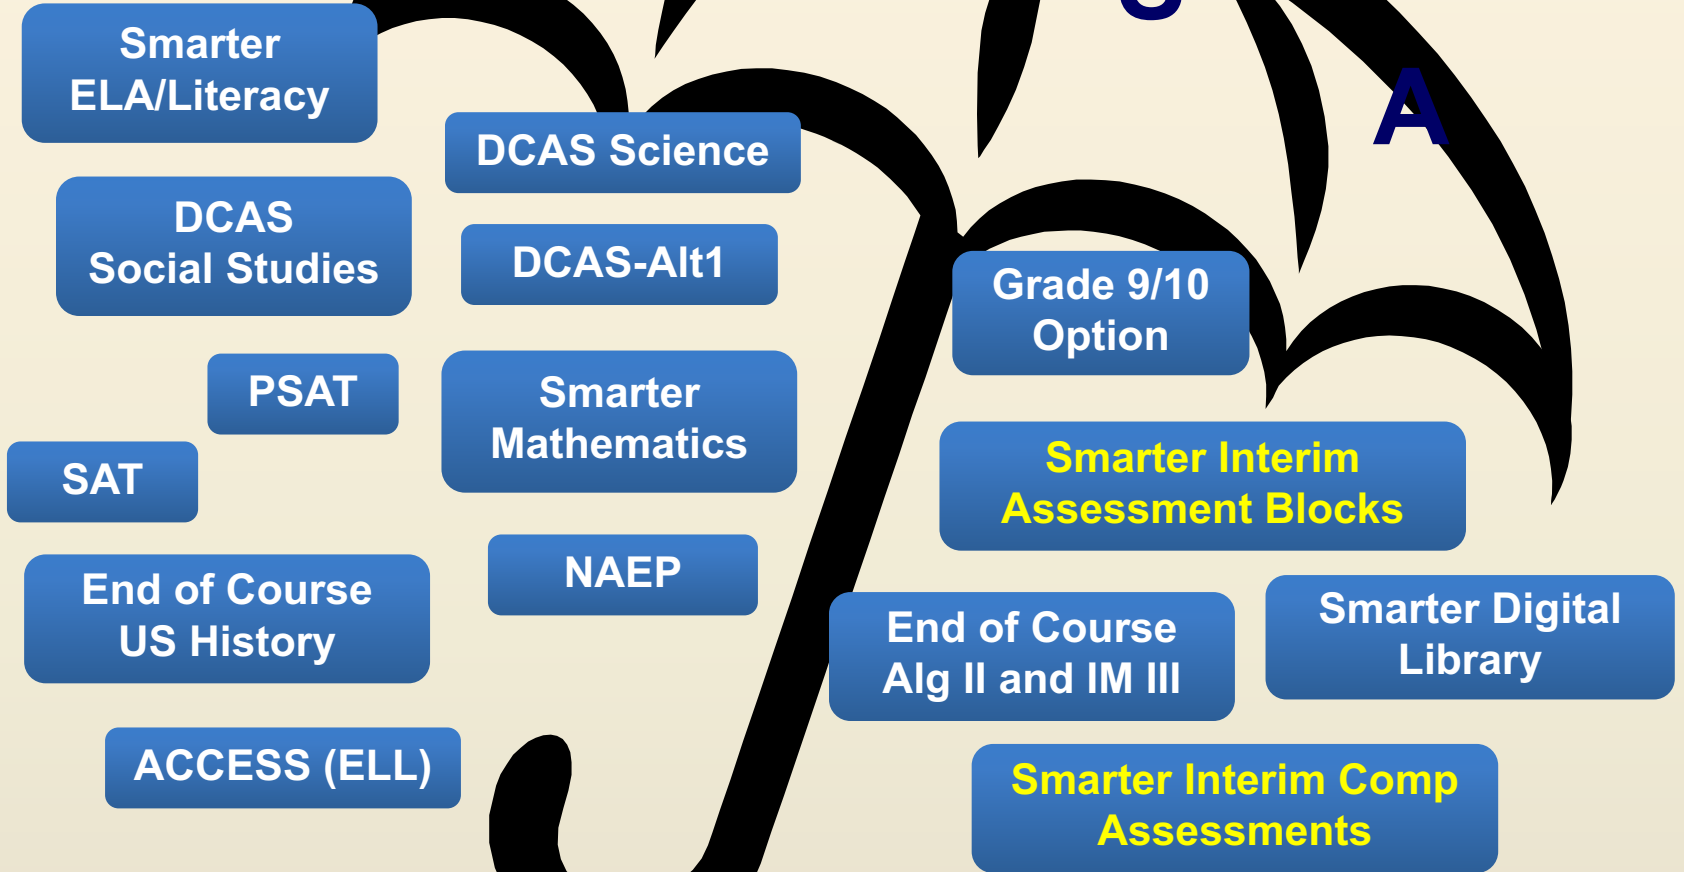 A
Smarter
ELA/Literacy
DCAS Science
DCAS
Social Studies
DCAS-Alt1
Grade 9/10
Option
PSAT
Smarter
Mathematics
SAT
Smarter Interim
Assessment Blocks
NAEP
End of Course
US History
End of Course
Alg II and IM III
Smarter Digital
Library
ACCESS (ELL)
Smarter Interim Comp
Assessments